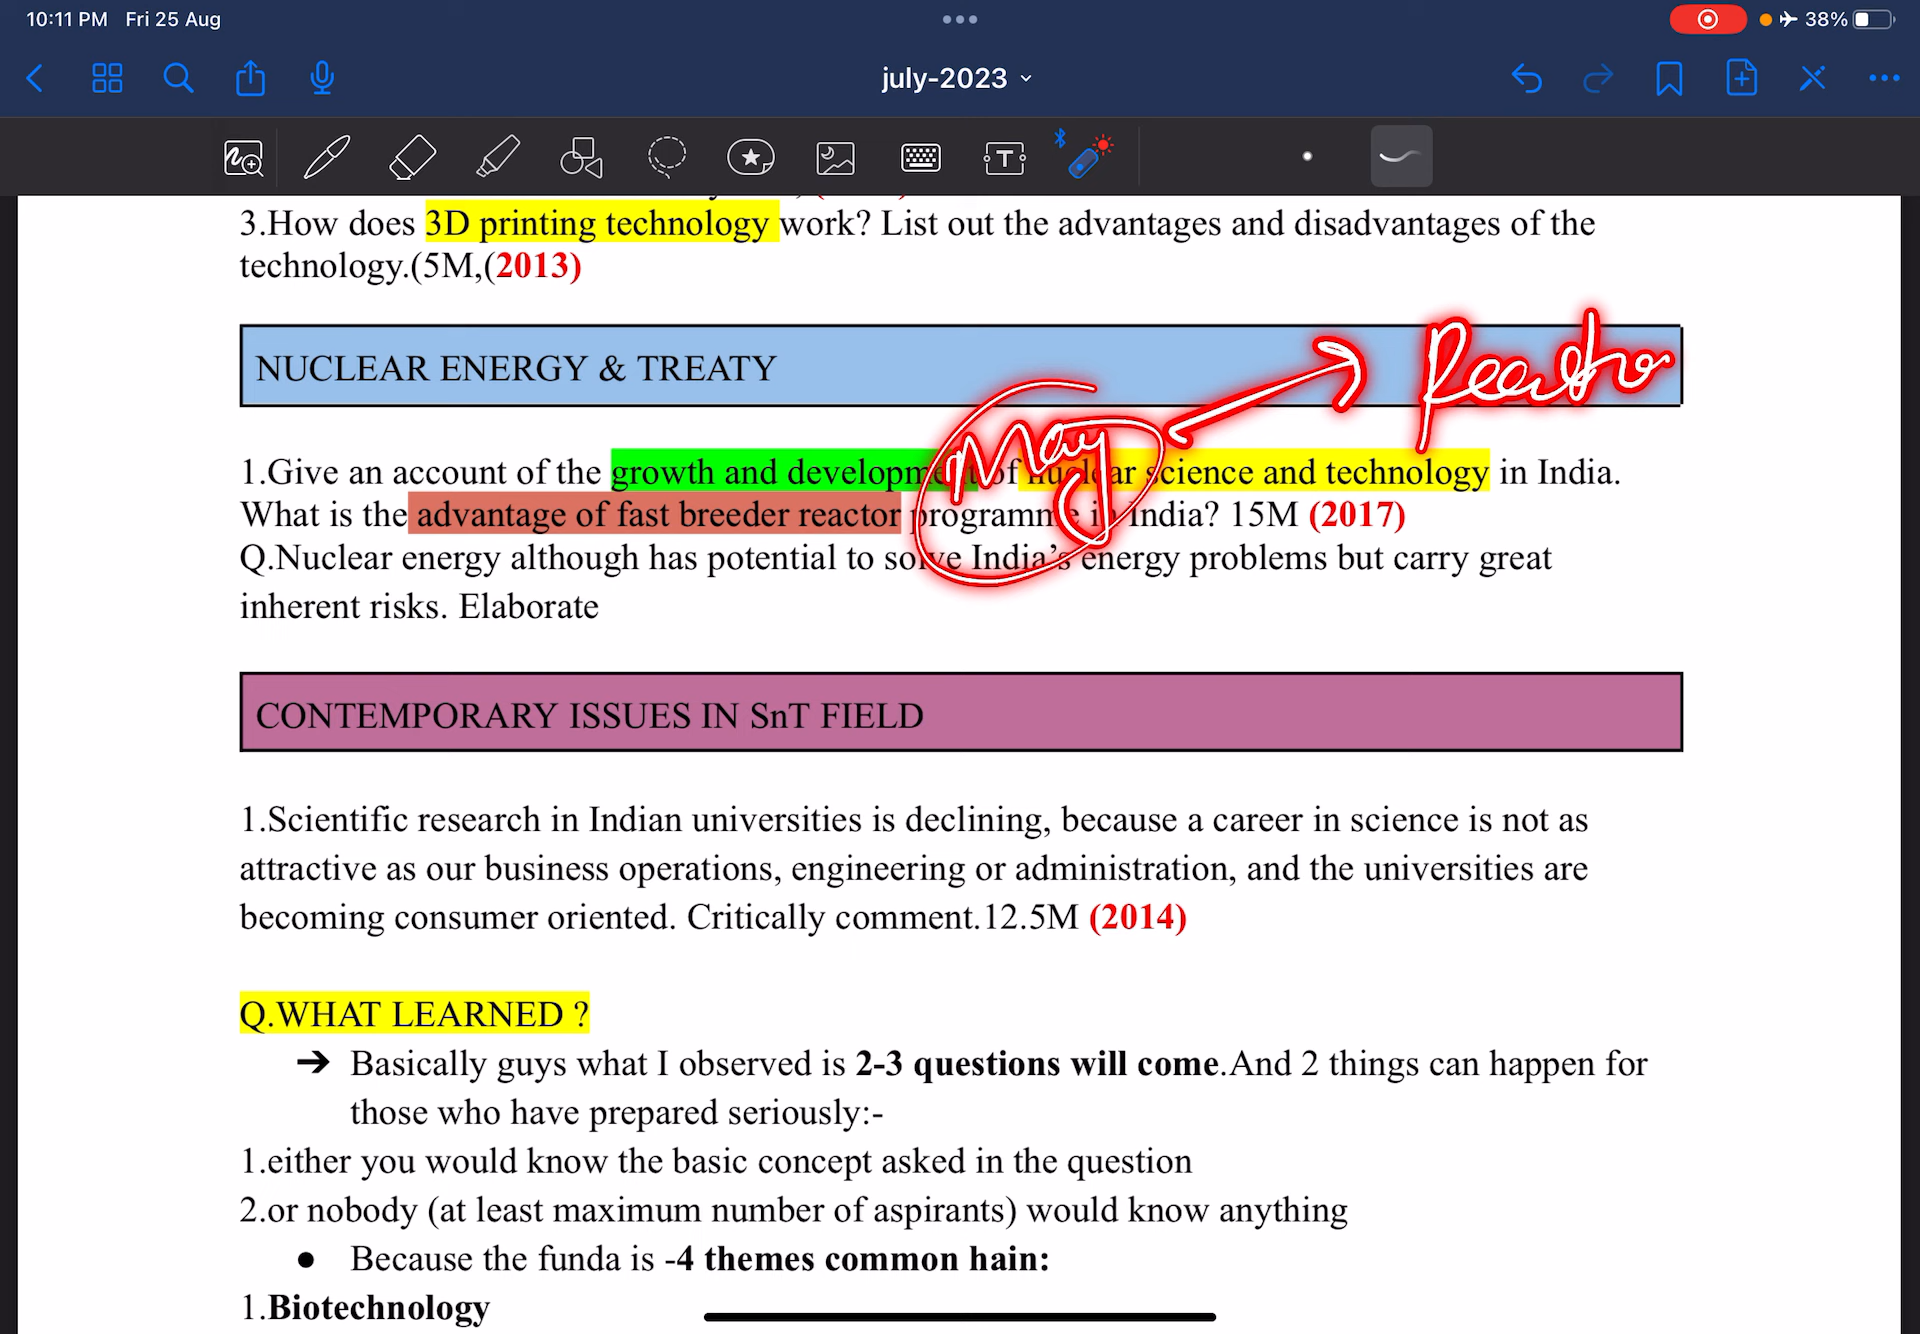 10:11 PM Fri 25 Aug
38%
july-2023
T
3.How does 3D printing technology work? List out the advantages and disadvantages of the
technology.(5M,(2013)
NUCLEAR ENERGY & TREATY
Reactor
May
1.Give an account of the growth and development of nuclear science and technology in India.
What is the advantage of fast breeder reactor programme in India? 15M (2017)
Q.Nuclear energy although has potential to solve India's energy problems but carry great
inherent risks. Elaborate
CONTEMPORARY ISSUES IN SnT FIELD
1.Scientific research in Indian universities is declining, because a career in science is not as
attractive as our business operations, engineering or administration, and the universities are
becoming consumer oriented. Critically comment.12.5M (2014)
Q.WHAT LEARNED ?
➔ Basically guys what I observed is 2-3 questions will come.And 2 things can happen for
those who have prepared seriously:-
1.either you would know the basic concept asked in the question
2.or nobody (at least maximum number of aspirants) would know anything
● Because the funda is -4 themes common hain:
1.Biotechnology